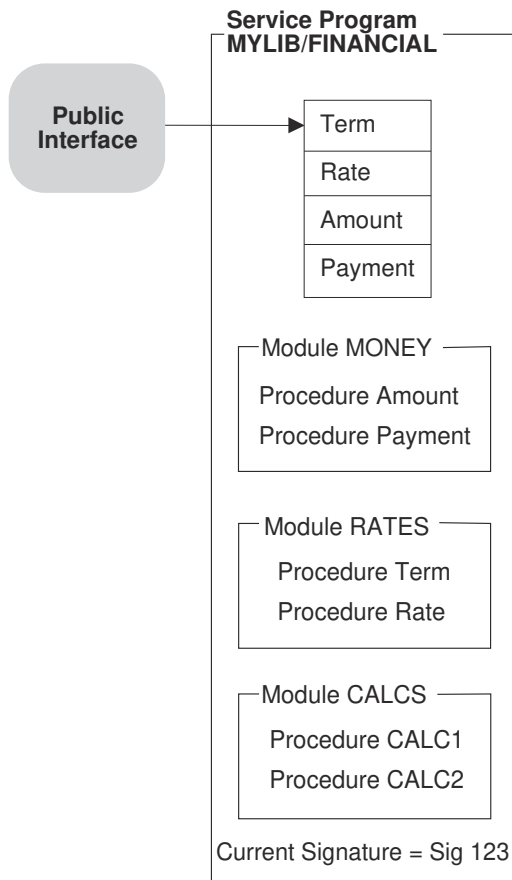 Service Program
MYLIB/FINANCIAL
Public
Interface
Term
Rate
Amount
Payment
Module MONEY
Procedure Amount
Procedure Payment
Module RATES
Procedure Term
Procedure Rate
Module CALCS
Procedure CALC1
Procedure CALC2
Current Signature = Sig 123